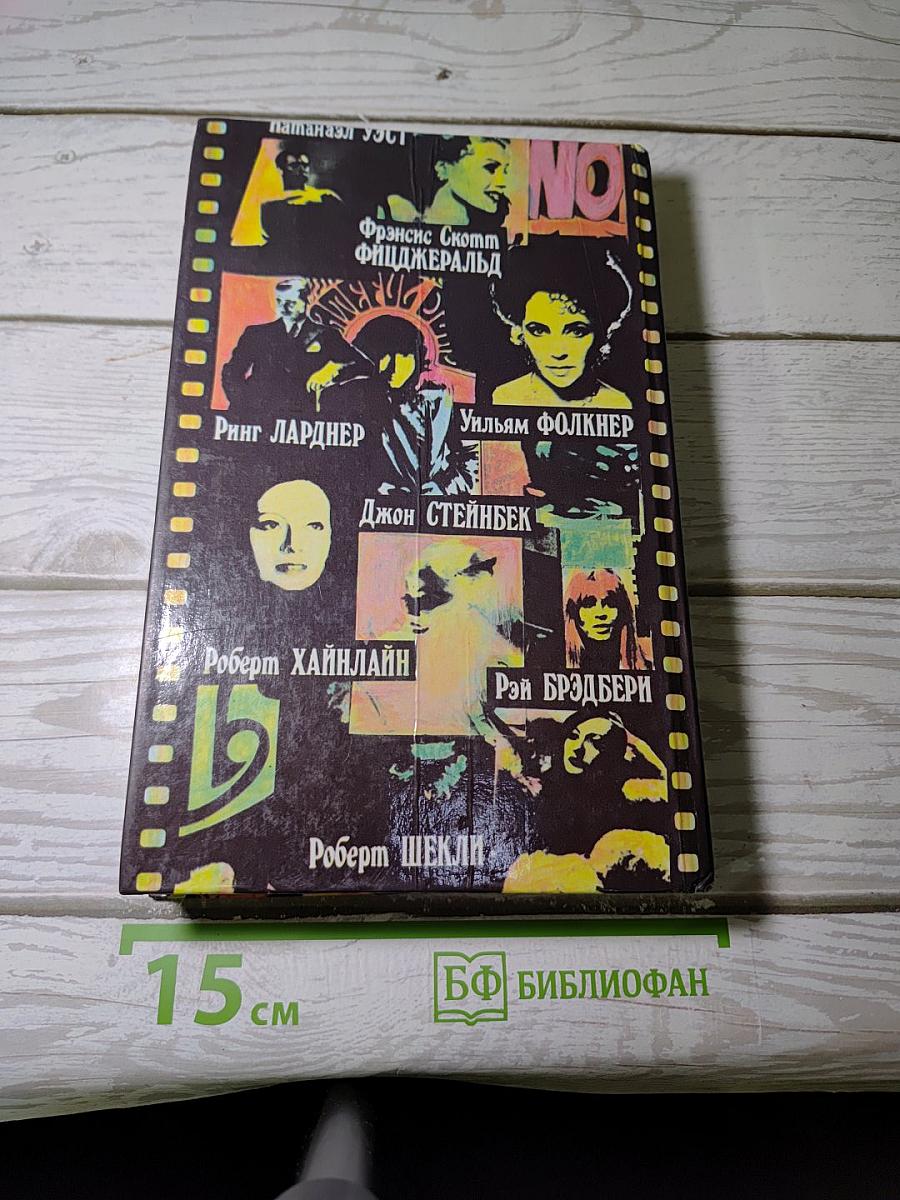 Натанаэл УЭСТ
NO
Фрэнсис Скотт
ФИЦДЖЕРАЛЬД
Ринг ЛАРДНЕР
Уильям ФОЛКНЕР
Джон СТЕЙНБЕК
Роберт ХАЙНЛАЙН
Рэй БРЭДБЕРИ
Роберт ШЕКЛИ
15 см
БФ БИБЛИОФАН